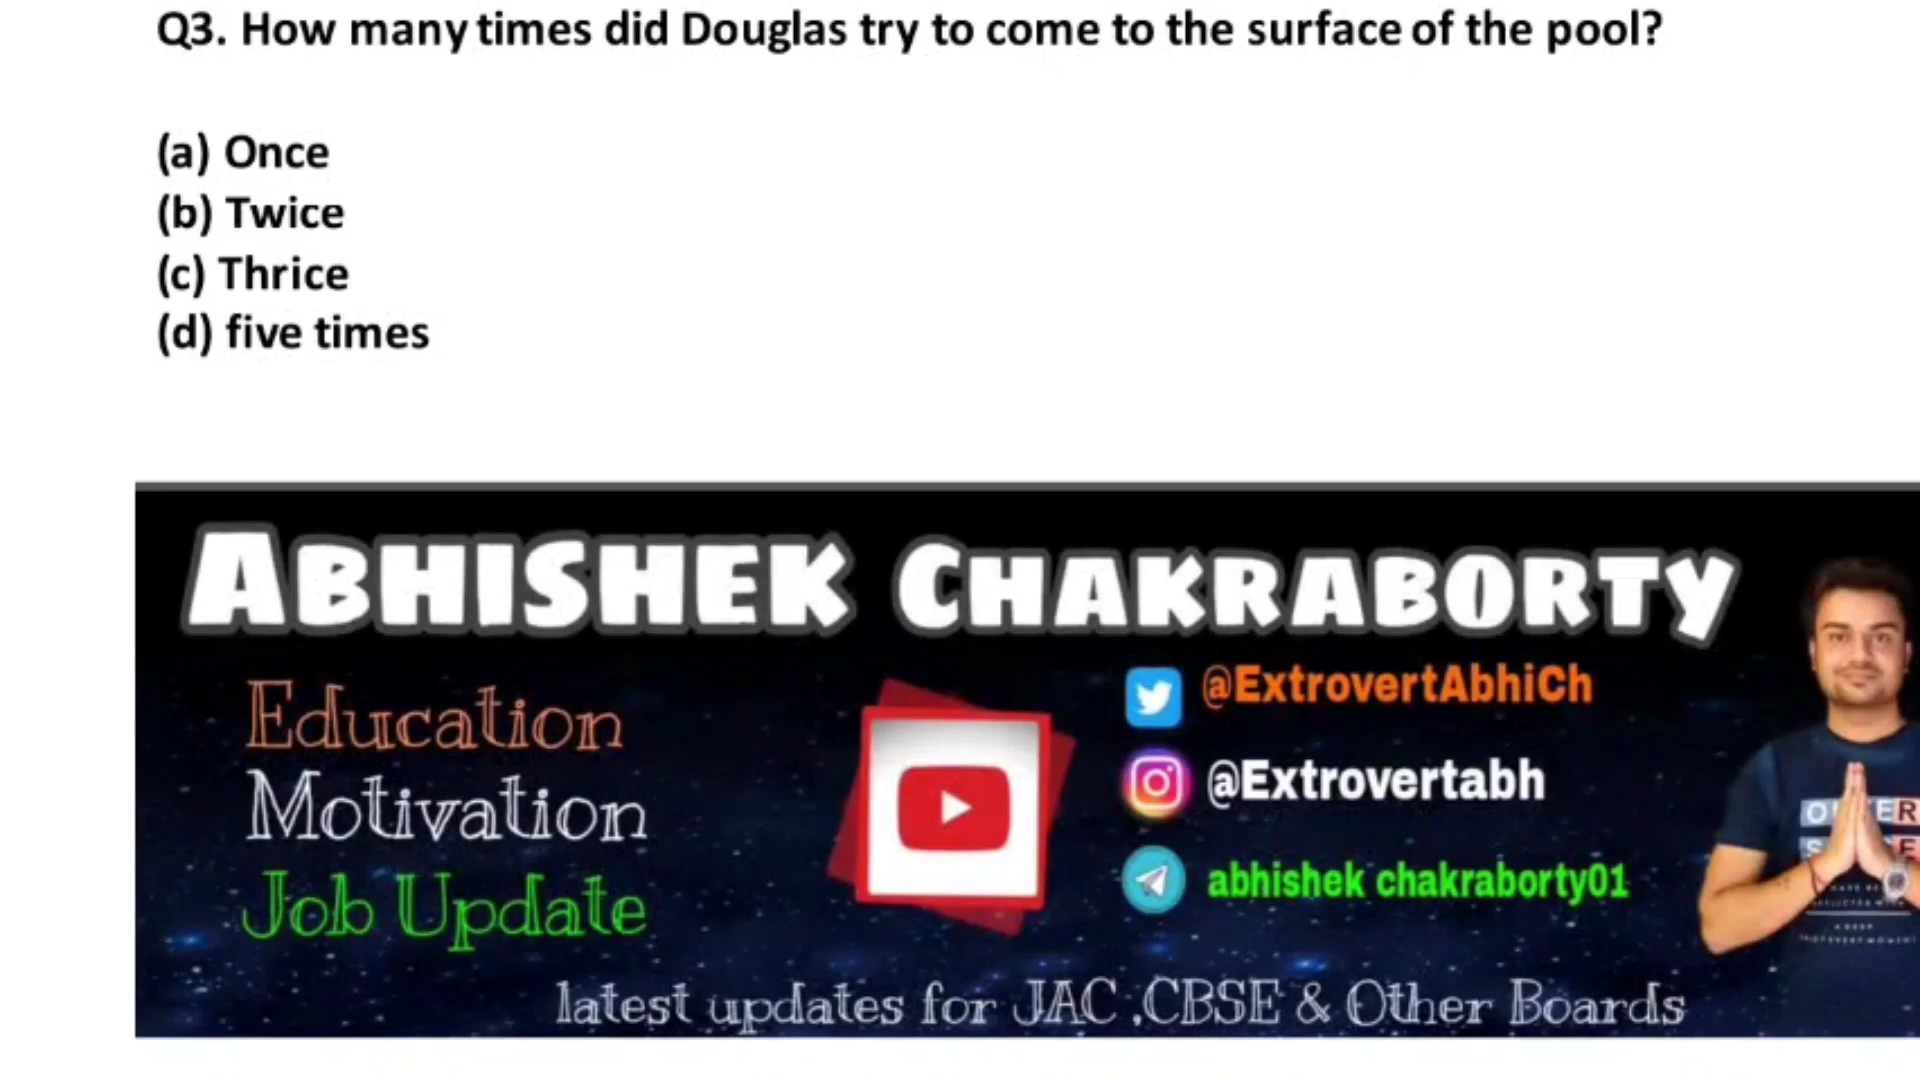 Q3. How many times did Douglas try to come to the surface of the pool?
(a) Once
(b) Twice
(c) Thrice
(d) five times
ABHISHEK CHAKRABORTY
Education
Motivation
Job Update
@ExtrovertAbhiCh
@Extrovertabh
abhishek chakraborty01
latest updates for JAC ,CBSE & Other Boards